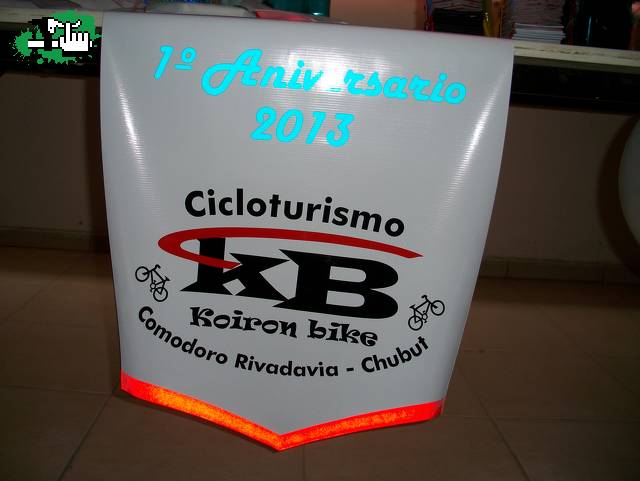 1º Aniversario
2013
Cicloturismo
KB
Koiron bike
Comodoro Rivadavia - Chubut